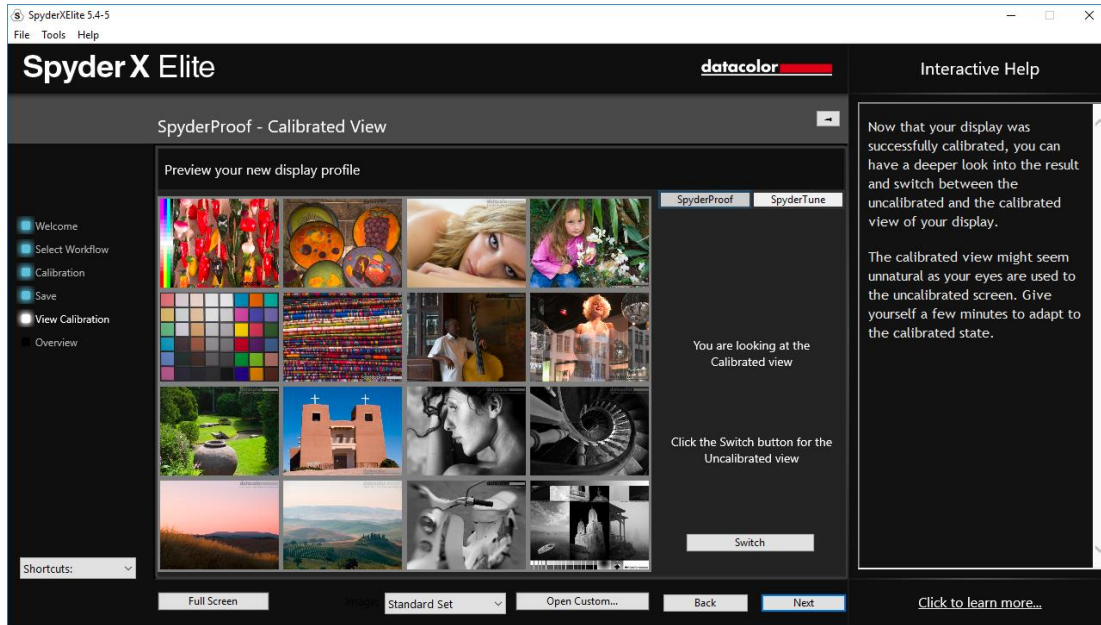 SpyderXElite 5.4-5
File Tools Help
Spyder X Elite
datacolor
Interactive Help
SpyderProof - Calibrated View
Preview your new display profile
SpyderProof
SpyderTune
Welcome
Select Workflow
Calibration
Save
View Calibration
Overview
You are looking at the
Calibrated view
Click the Switch button for the
Uncalibrated view
Switch
Now that your display was
successfully calibrated, you can
have a deeper look into the result
and switch between the
uncalibrated and the calibrated
view of your display.
The calibrated view might seem
unnatural as your eyes are used to
the uncalibrated screen. Give
yourself a few minutes to adapt to
the calibrated state.
Shortcuts:
Full Screen
Standard Set
Open Custom...
Back
Next
Click to learn more...